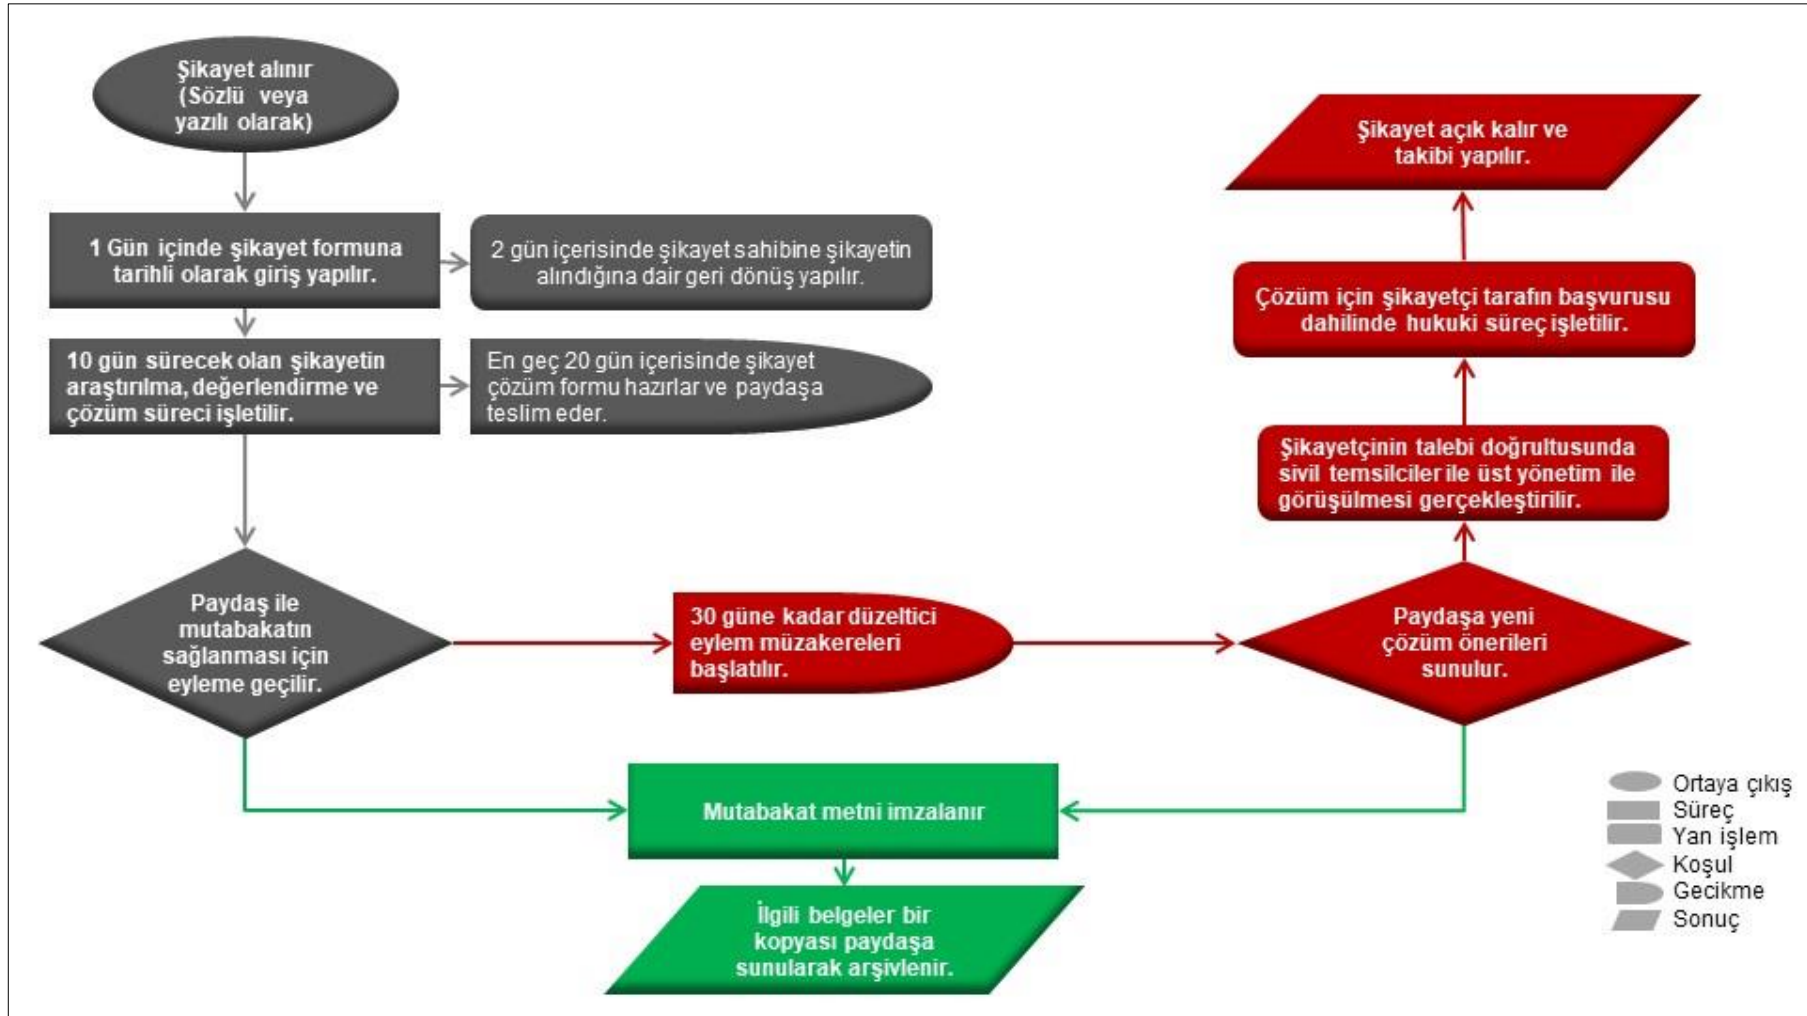 Şikayet alınır
(Sözlü veya
yazılı olarak)
1 Gün içinde şikayet formuna
tarihli olarak giriş yapılır.
2 gün içerisinde şikayet sahibine şikayetin
alındığına dair geri dönüş yapılır.
10 gün sürecek olan şikayetin
araştırılma, değerlendirme ve
çözüm süreci işletilir.
En geç 20 gün içerisinde şikayet
çözüm formu hazırlar ve paydaşa
teslim eder.
Paydaş ile
mutabakatın
sağlanması için
eyleme geçilir.
30 güne kadar düzeltici
eylem müzakereleri
başlatılır.
Paydaşa yeni
çözüm önerileri
sunulur.
Şikayetçinin talebi doğrultusunda
sivil temsilciler ile üst yönetim ile
görüşülmesi gerçekleştirilir.
Çözüm için şikayetçi tarafın başvurusu
dahilinde hukuki süreç işletilir.
Şikayet açık kalır ve
takibi yapılır.
Mutabakat metni imzalanır
İlgili belgeler bir
kopyası paydaşa
sunularak arşivlenir.
Ortaya çıkış
Süreç
Yan işlem
Koşul
Gecikme
Sonuç